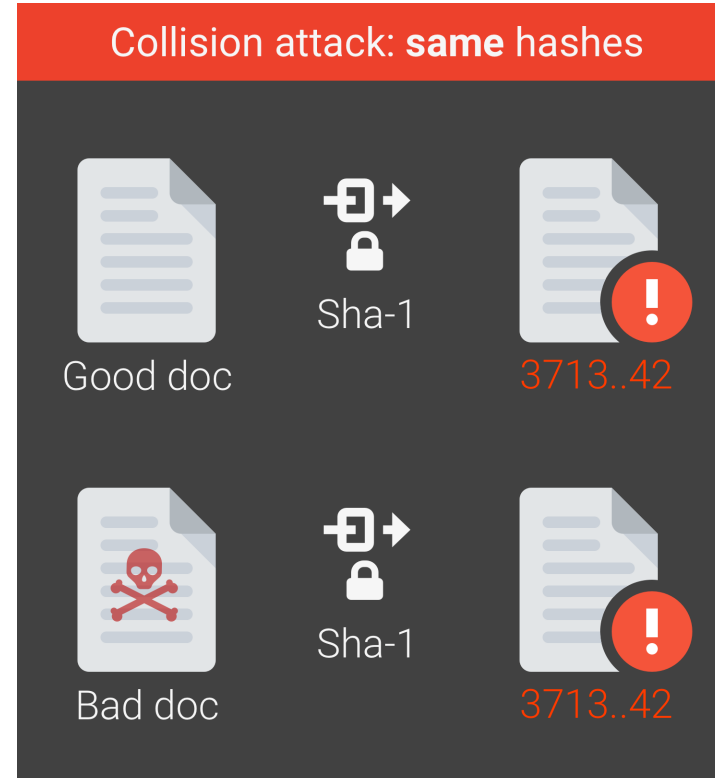 Collision attack: same hashes
Sha-1
Good doc
3713..42
Sha-1
Bad doc
3713..42